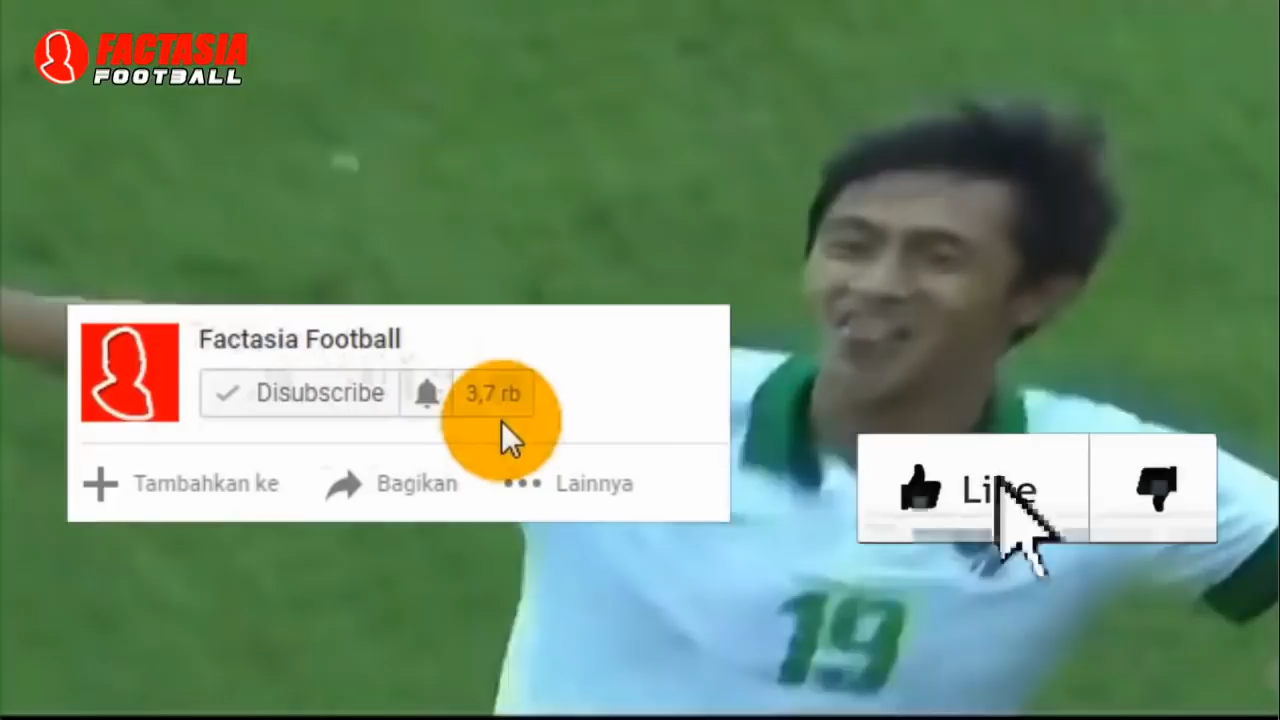 FACTASIA
FOOTBALL
Factasia Football
Disubscribe 3,7 rb
Tambahkan ke Bagikan Lainnya
Like
19